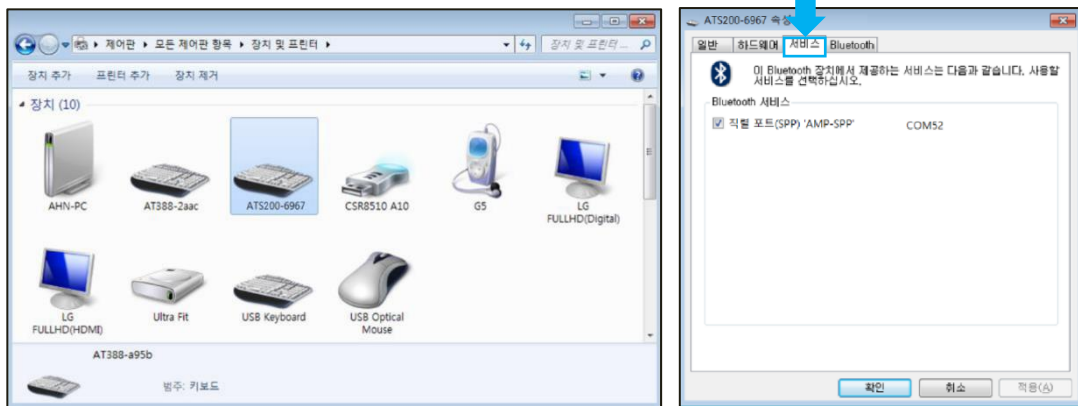 제어판 ▸ 모든 제어판 항목 ▸ 장치 및 프린터 ▸
장치 및 프린터 ...
장치 추가 프린터 추가 장치 제거
장치 (10)
AHN-PC
AT388-2aac
ATS200-6967
CSR8510 A10
G5
LG
FULLHD(Digital)
LG
FULLHD(HDMI)
Ultra Fit
USB Keyboard
USB Optical
Mouse
AT388-a95b
범주: 키보드
ATS200-6967 속성
일반 하드웨어 서비스 Bluetooth
이 Bluetooth 장치에서 제공하는 서비스는 다음과 같습니다. 사용할
서비스를 선택하십시오.
Bluetooth 서비스
직렬 포트(SPP) 'AMP-SPP' COM52
확인 취소 적용(A)